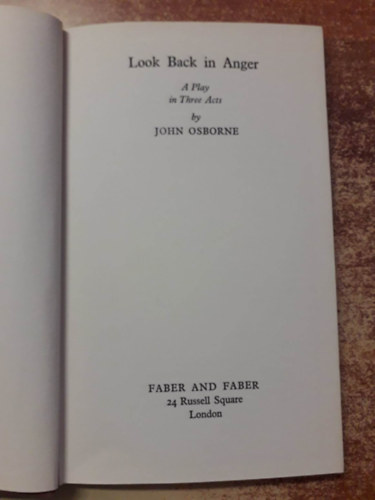 Look Back in Anger
A Play
in Three Acts
by
JOHN OSBORNE
FABER AND FABER
24 Russell Square
London